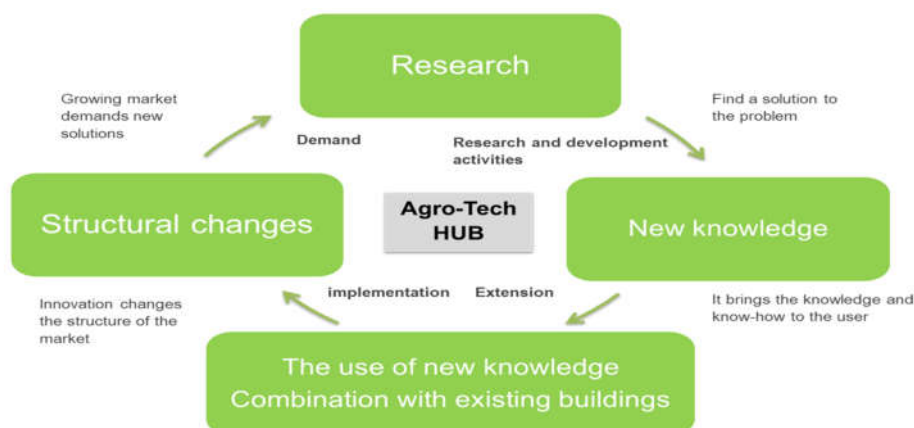 Research
Growing market
demands new
solutions
Find a solution to
the problem
Demand
Research and development
activities
Structural changes
Agro-Tech
HUB
New knowledge
Innovation changes
the structure of the
market
implementation
Extension
It brings the knowledge and
know-how to the user
The use of new knowledge
Combination with existing buildings